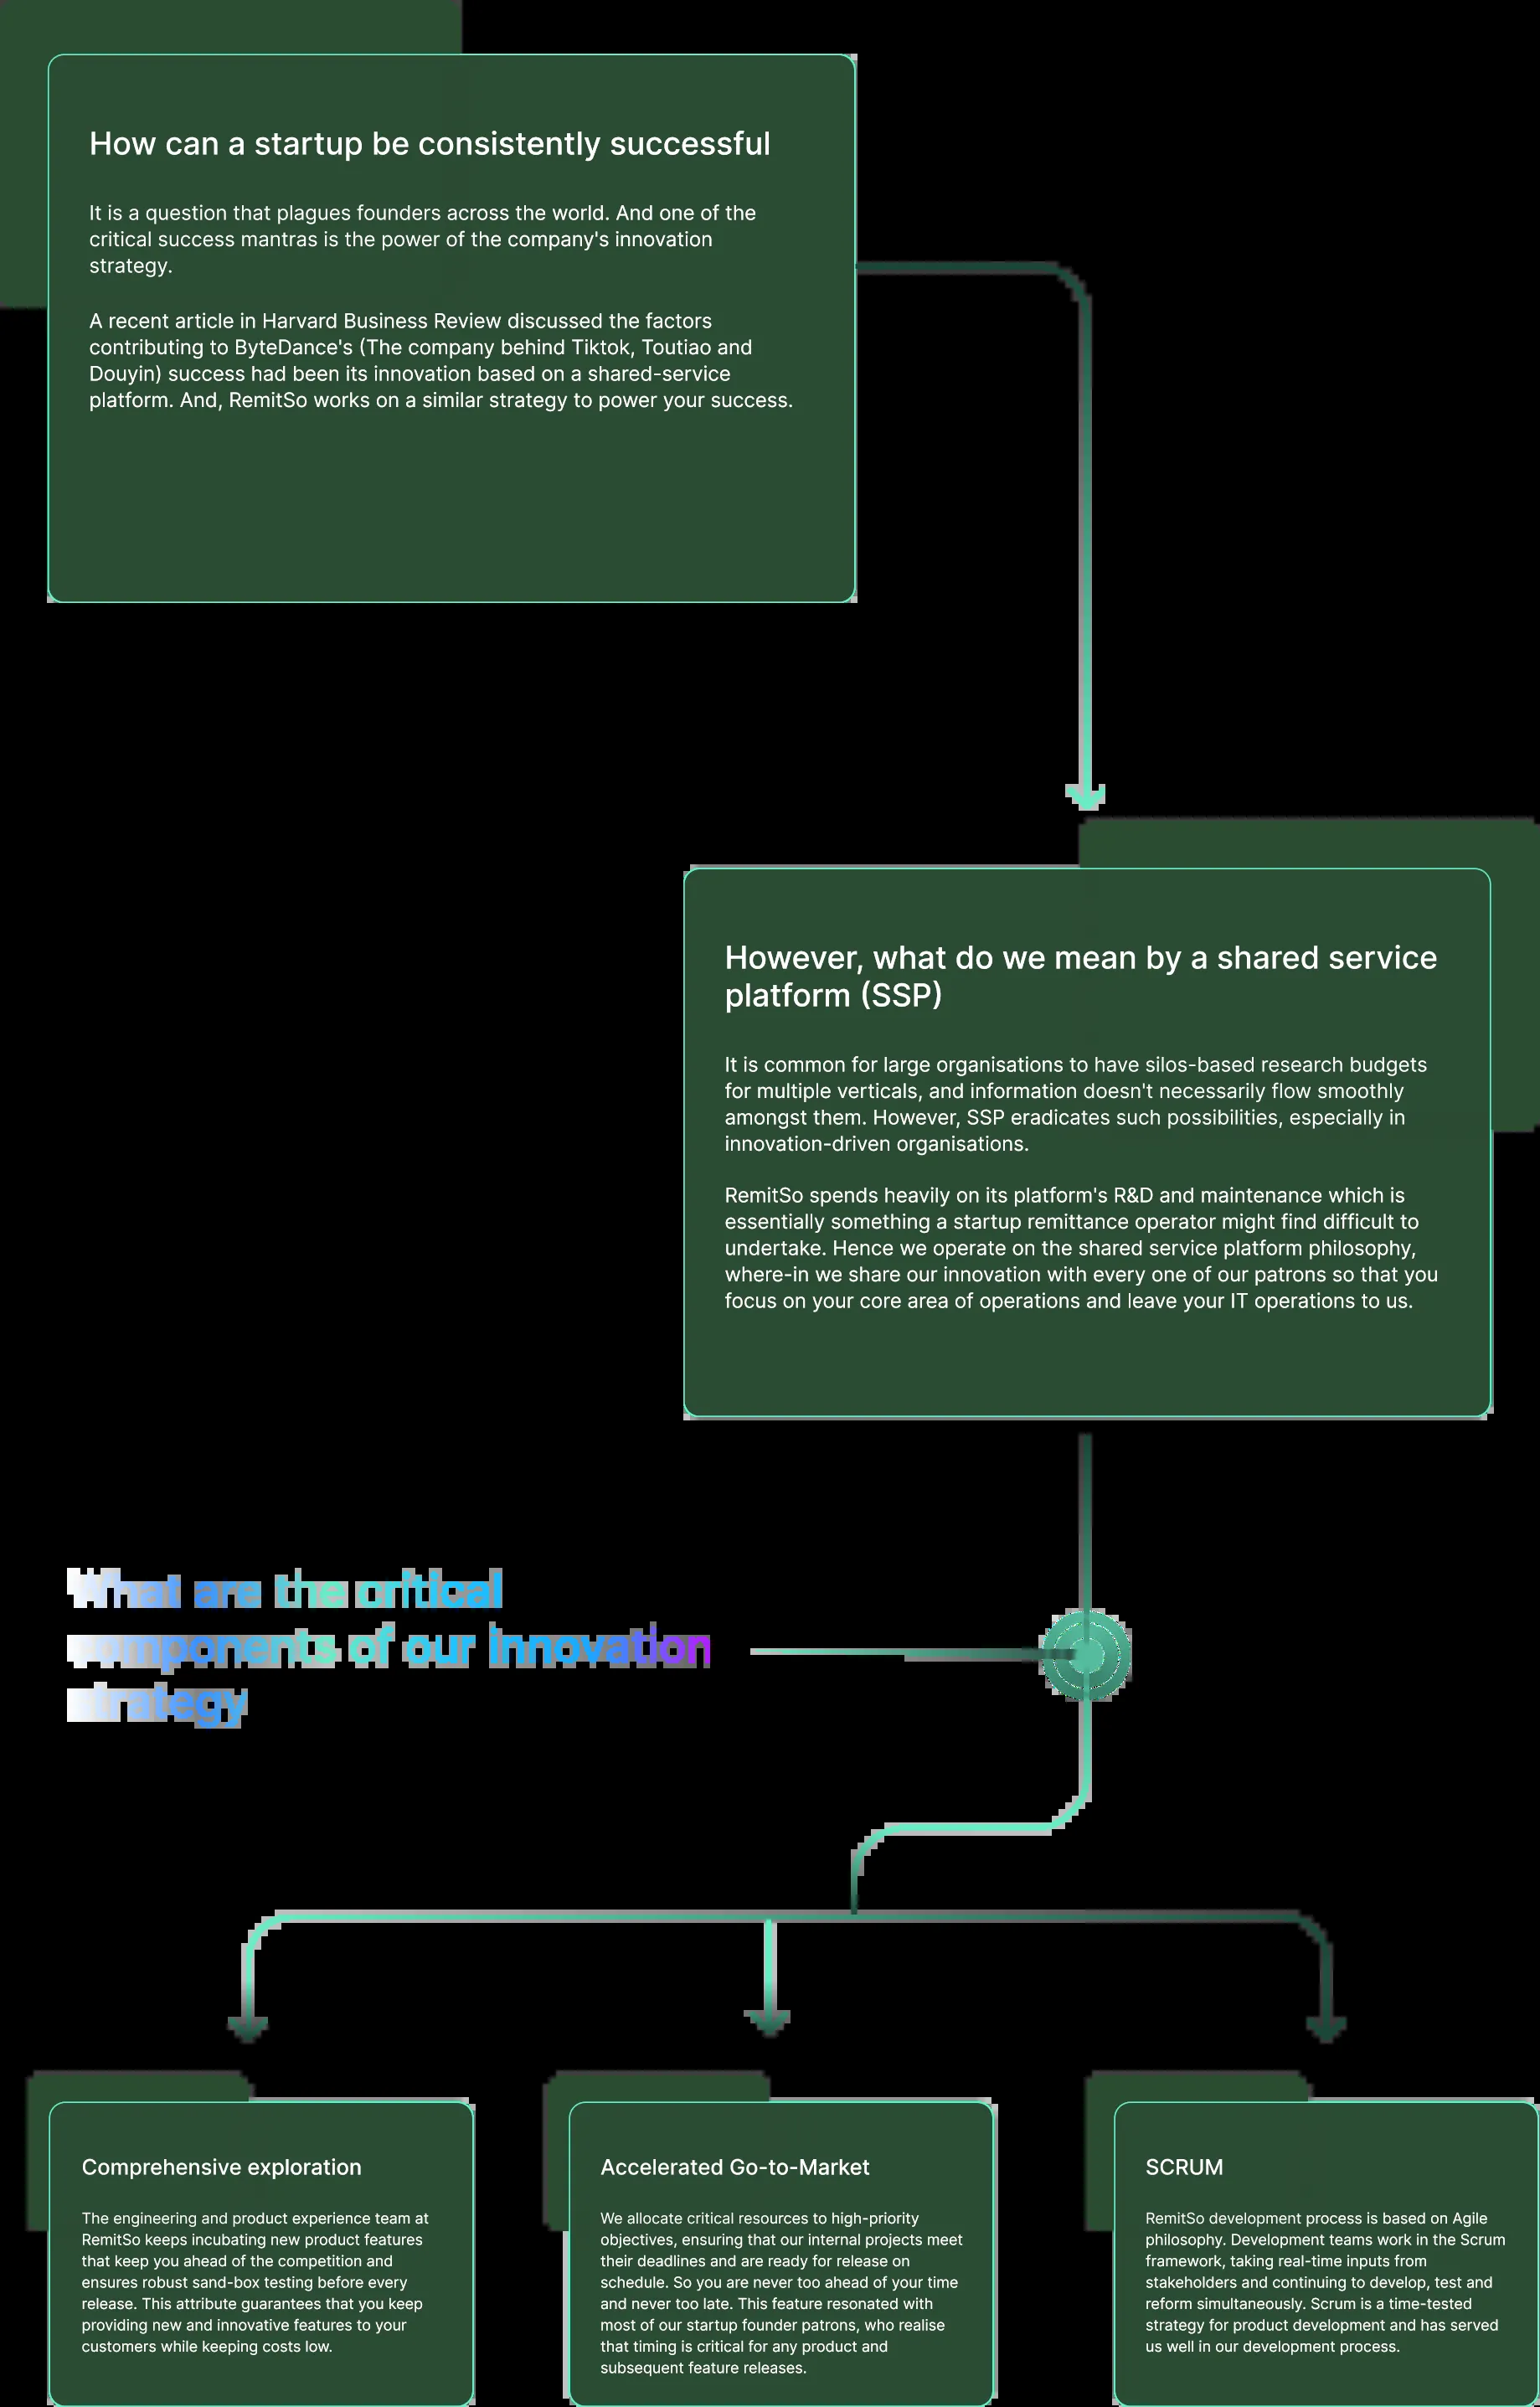 How can a startup be consistently successful
It is a question that plagues founders across the world. And one of the
critical success mantras is the power of the company's innovation
strategy.
A recent article in Harvard Business Review discussed the factors
contributing to ByteDance's (The company behind Tiktok, Toutiao and
Douyin) success had been its innovation based on a shared-service
platform. And, RemitSo works on a similar strategy to power your success.
However, what do we mean by a shared service
platform (SSP)
It is common for large organisations to have silos-based research budgets
for multiple verticals, and information doesn't necessarily flow smoothly
amongst them. However, SSP eradicates such possibilities, especially in
innovation-driven organisations.
RemitSo spends heavily on its platform's R&D and maintenance which is
essentially something a startup remittance operator might find difficult to
undertake. Hence we operate on the shared service platform philosophy,
where-in we share our innovation with every one of our patrons so that you
focus on your core area of operations and leave your IT operations to us.
What are the critical
components of our innovation
strategy
Comprehensive exploration
The engineering and product experience team at
RemitSo keeps incubating new product features
that keep you ahead of the competition and
ensures robust sand-box testing before every
release. This attribute guarantees that you keep
providing new and innovative features to your
customers while keeping costs low.
Accelerated Go-to-Market
We allocate critical resources to high-priority
objectives, ensuring that our internal projects meet
their deadlines and are ready for release on
schedule. So you are never too ahead of your time
and never too late. This feature resonated with
most of our startup founder patrons, who realise
that timing is critical for any product and
subsequent feature releases.
SCRUM
RemitSo development process is based on Agile
philosophy. Development teams work in the Scrum
framework, taking real-time inputs from
stakeholders and continuing to develop, test and
reform simultaneously. Scrum is a time-tested
strategy for product development and has served
us well in our development process.